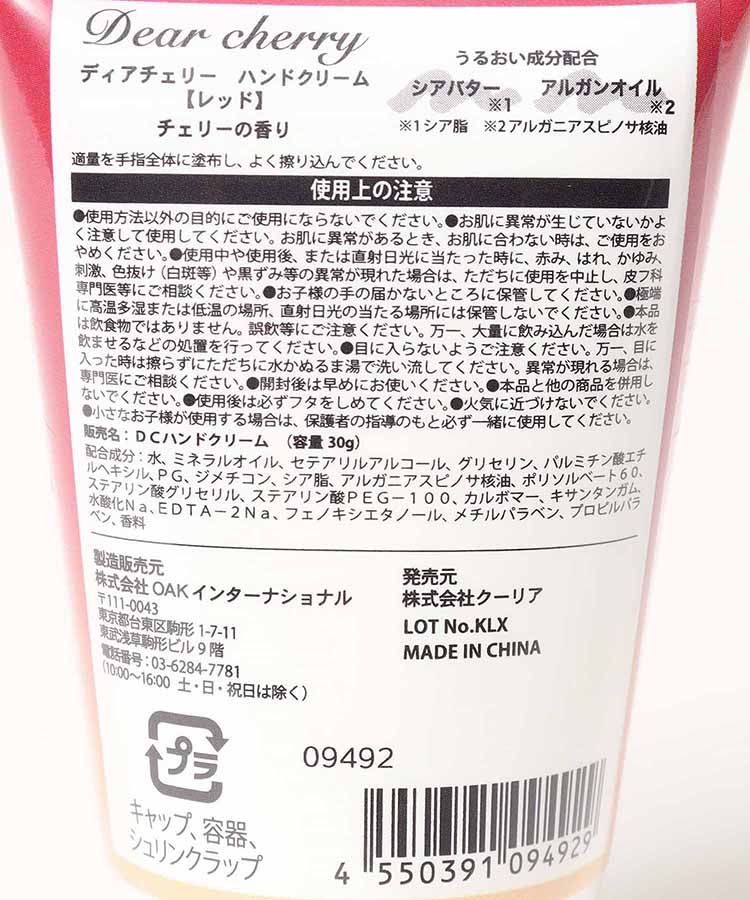 Dear cherry
ディアチェリー　ハンドクリーム
【レッド】
チェリーの香り
うるおい成分配合
シアバター※1　アルガンオイル※2
※1シア脂　※2アルガニアスピノサ核油
適量を手指全体に塗布し、よく擦り込んでください。
使用上の注意
●使用方法以外の目的にご使用にならないでください。●お肌に異常が生じていないかよ
く注意して使用してください。お肌に異常があるとき、お肌に合わない時は、ご使用をお
やめください。●使用中や使用後、または直射日光に当たった時に、赤み、はれ、かゆみ、
刺激、色抜け（白斑等）や黒ずみ等の異常が現れた場合は、ただちに使用を中止し、皮フ科
専門医等にご相談ください。●お子様の手の届かないところに保管してください。●極端
に高温多湿または低温の場所、直射日光の当たる場所には保管しないでください。●本品
は飲食物ではありません。誤飲等にご注意ください。万一、大量に飲み込んだ場合は水を
飲ませるなどの処置を行ってください。●目に入らないようご注意ください。万一、目に
入った時は擦らずにただちに水かぬるま湯で洗い流してください。異常が現れる場合は、
専門医にご相談ください。●開封後は早めにお使いください。●本品と他の商品を併用し
ないでください。●使用後は必ずフタをしめてください。●火気に近づけないでください。
●小さなお子様が使用する場合は、保護者の指導のもと必ず一緒に使用してください。
販売名：ＤＣハンドクリーム　（容量 30g）
配合成分：水、ミネラルオイル、セテアリルアルコール、グリセリン、パルミチン酸エチ
ルヘキシル、ＰＧ、ジメチコン、シア脂、アルガニアスピノサ核油、ポリソルベート６０、
ステアリン酸グリセリル、ステアリン酸ＰＥＧ－１００、カルボマー、キサンタンガム、
水酸化Ｎａ、ＥＤＴＡ－２Ｎａ、フェノキシエタノール、メチルパラベン、プロピルパラ
ベン、香料
製造販売元
株式会社 OAK インターナショナル
〒111-0043
東京都台東区駒形 1-7-11
東武浅草駒形ビル 9 階
電話番号：03-6284-7781
(10:00～16:00　土・日・祝日は除く)
発売元
株式会社クーリア
LOT No.KLX
MADE IN CHINA
プラ
キャップ、容器、
シュリンクラップ
09492
4 550391 094929